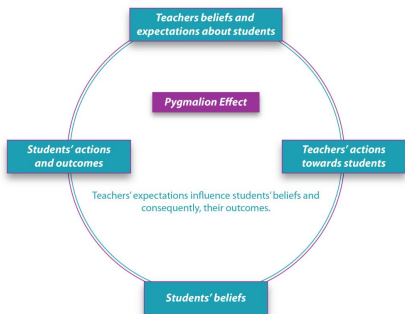 Teachers beliefs and
expectations about students
Pygmalion Effect
Students' actions
and outcomes
Teachers' actions
towards students
Teachers' expectations influence students' beliefs and
consequently, their outcomes.
Students' beliefs